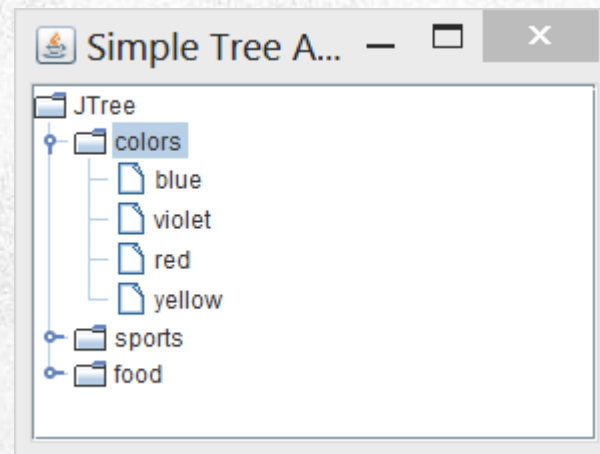 Simple Tree A...
JTree
colors
blue
violet
red
yellow
sports
food